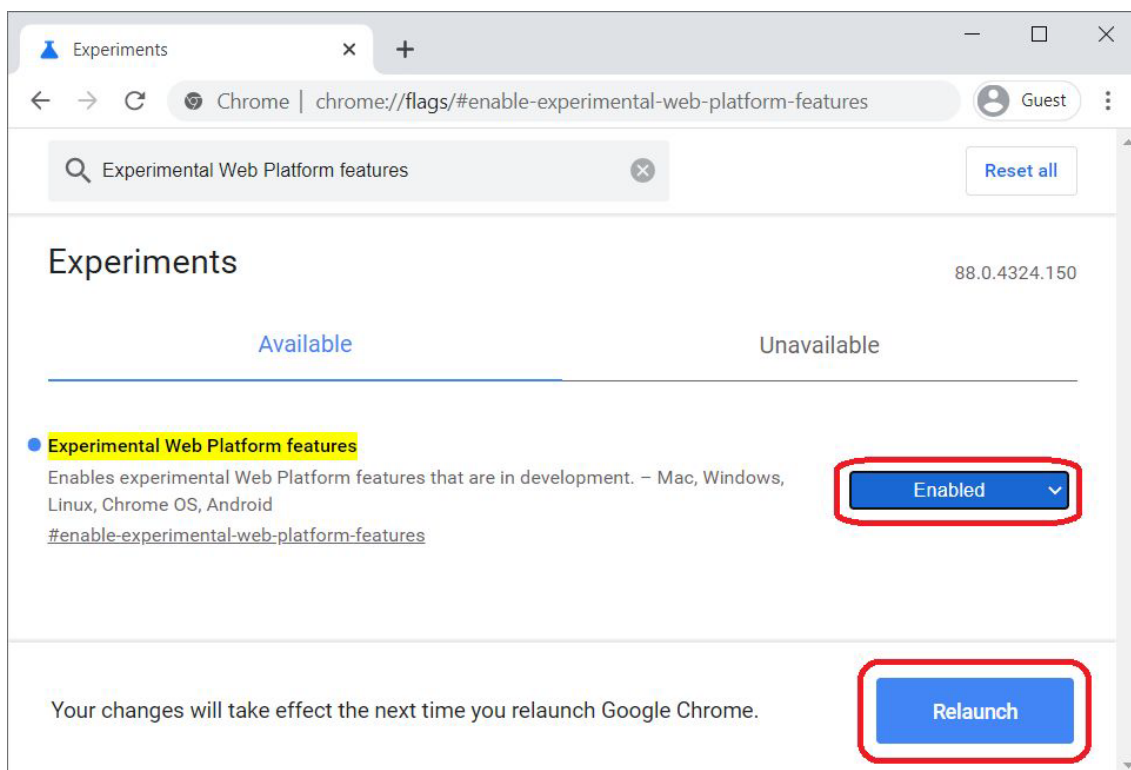 Experiments
Chrome | chrome://flags/#enable-experimental-web-platform-features
Guest
Experimental Web Platform features
Reset all
Experiments
88.0.4324.150
Available
Unavailable
Experimental Web Platform features
Enables experimental Web Platform features that are in development. – Mac, Windows,
Linux, Chrome OS, Android
#enable-experimental-web-platform-features
Enabled
Your changes will take effect the next time you relaunch Google Chrome.
Relaunch